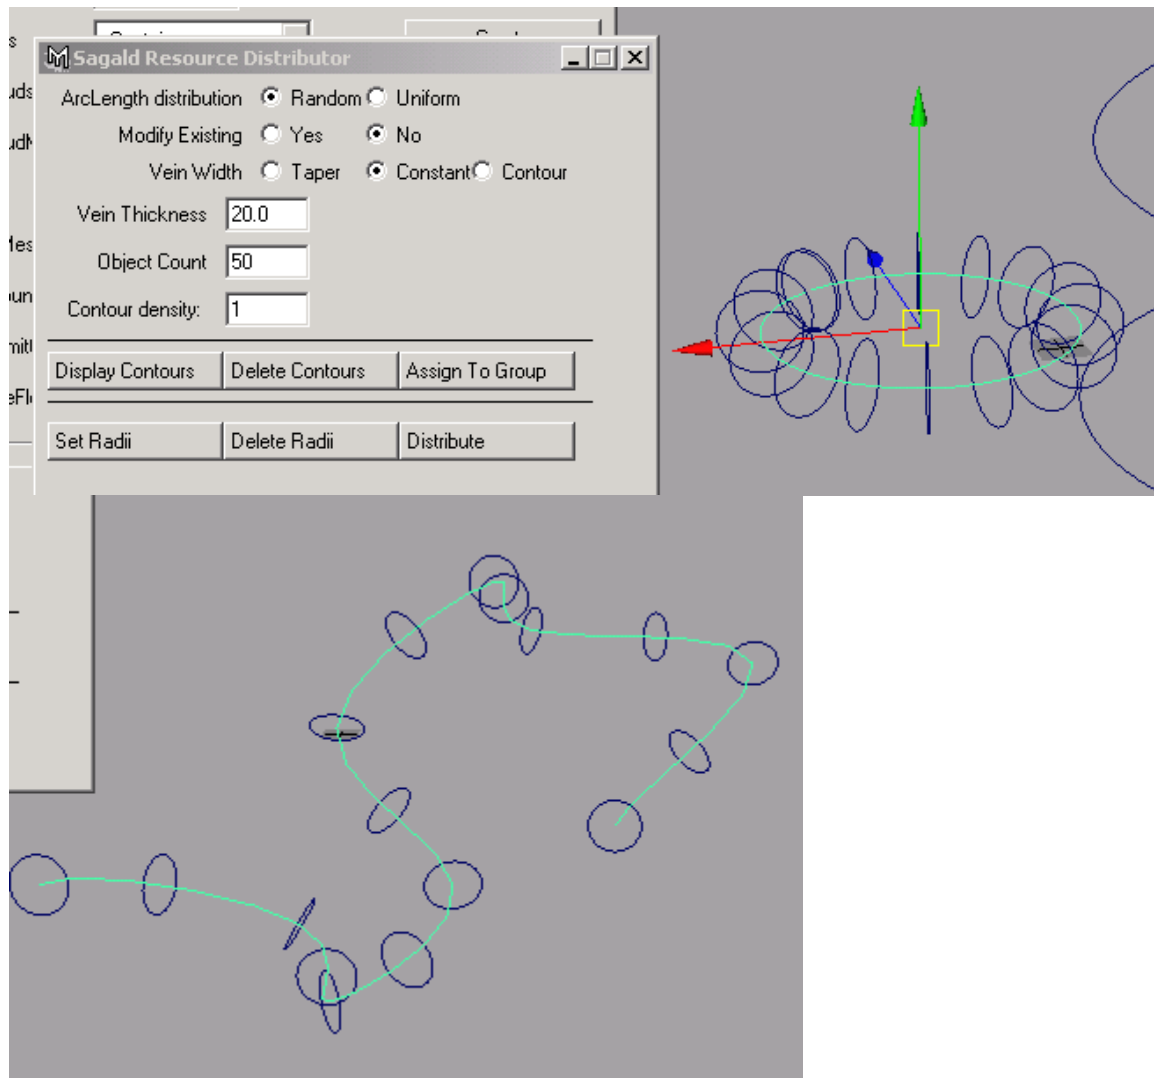 Sagald Resource Distributor
ArcLength distribution Random Uniform
Modify Existing Yes No
Vein Width Taper Constant Contour
Vein Thickness 20.0
Object Count 50
Contour density: 1
Display Contours Delete Contours Assign To Group
Set Radii Delete Radii Distribute